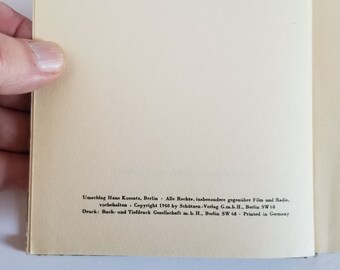 Umschlag Hans Kossatz, Berlin · Alle Rechte, insbesondere gegenüber Film und Radio,
vorbehalten · Copyright 1940 by Schützen-Verlag G.m.b.H., Berlin SW 68
Druck: Buch- und Tiefdruck Gesellschaft m.b.H., Berlin SW 68 · Printed in Germany